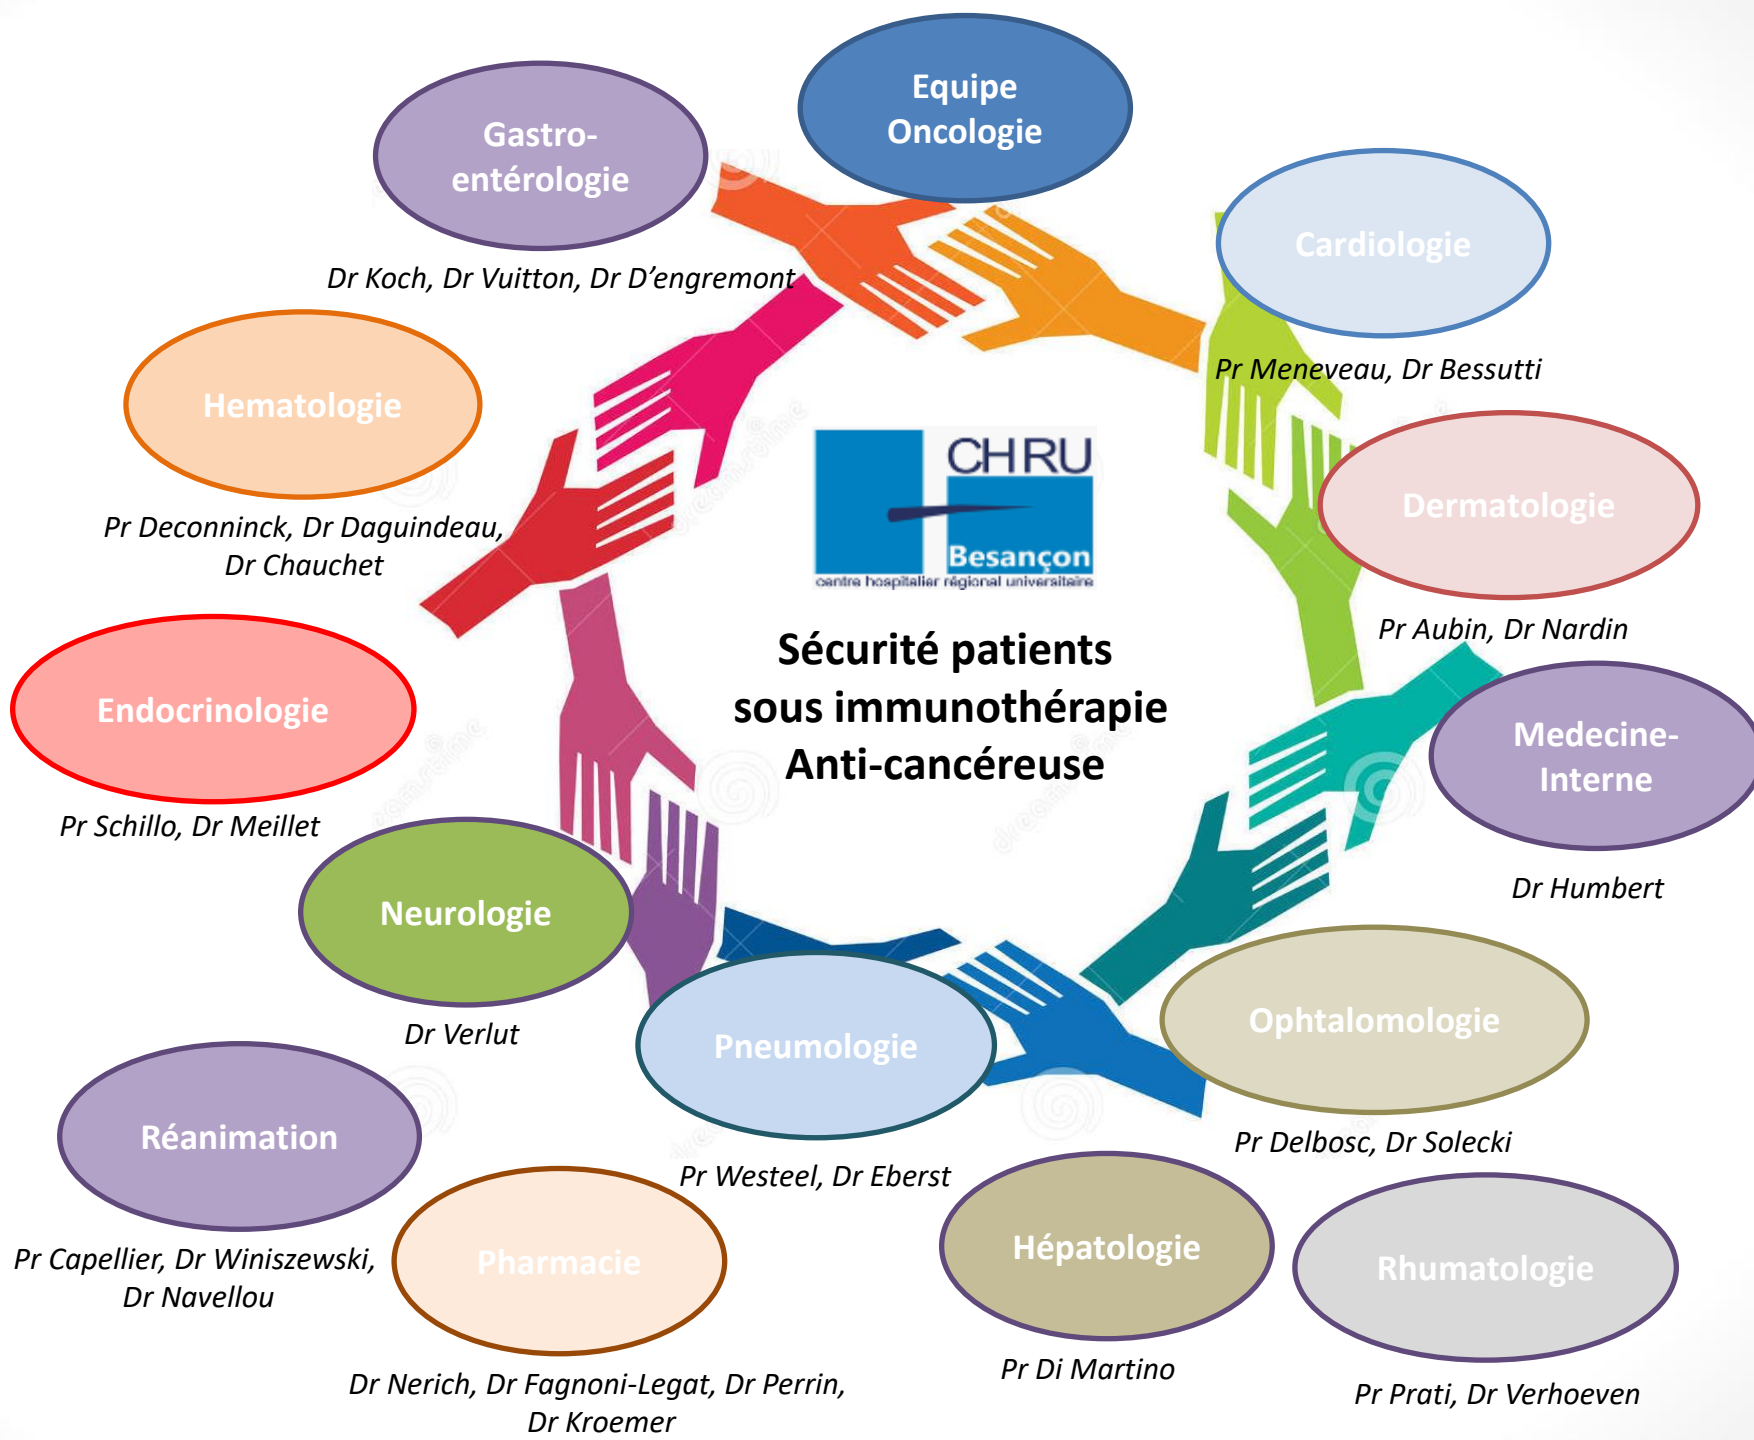 Equipe
Oncologie
Gastro-
entérologie
Dr Koch, Dr Vuitton, Dr D'engremont
Cardiologie
Pr Meneveau, Dr Bessutti
Hematologie
Pr Deconninck, Dr Daguindeau,
Dr Chauchet
CHRU
Besançon
centre hospitalier régional universitaire
Dermatologie
Pr Aubin, Dr Nardin
Sécurité patients
sous immunothérapie
Anti-cancéreuse
Endocrinologie
Pr Schillo, Dr Meillet
Medecine-
Interne
Dr Humbert
Neurologie
Dr Verlut
Pneumologie
Pr Westeel, Dr Eberst
Ophtalomologie
Pr Delbosc, Dr Solecki
Réanimation
Pr Capellier, Dr Winiszewski,
Dr Navellou
Pharmacie
Dr Nerich, Dr Fagnoni-Legat, Dr Perrin,
Dr Kroemer
Hépatologie
Pr Di Martino
Rhumatologie
Pr Prati, Dr Verhoeven